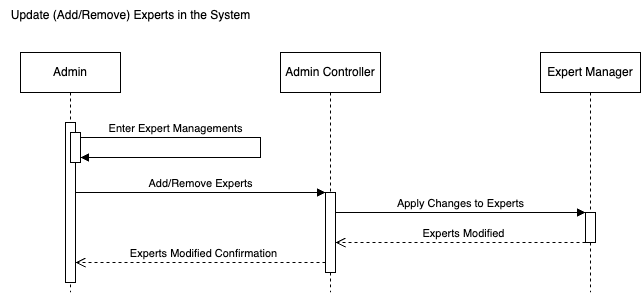 Update (Add/Remove) Experts in the System
Admin
Admin Controller
Expert Manager
Enter Expert Managements
Add/Remove Experts
Apply Changes to Experts
Experts Modified
Experts Modified Confirmation